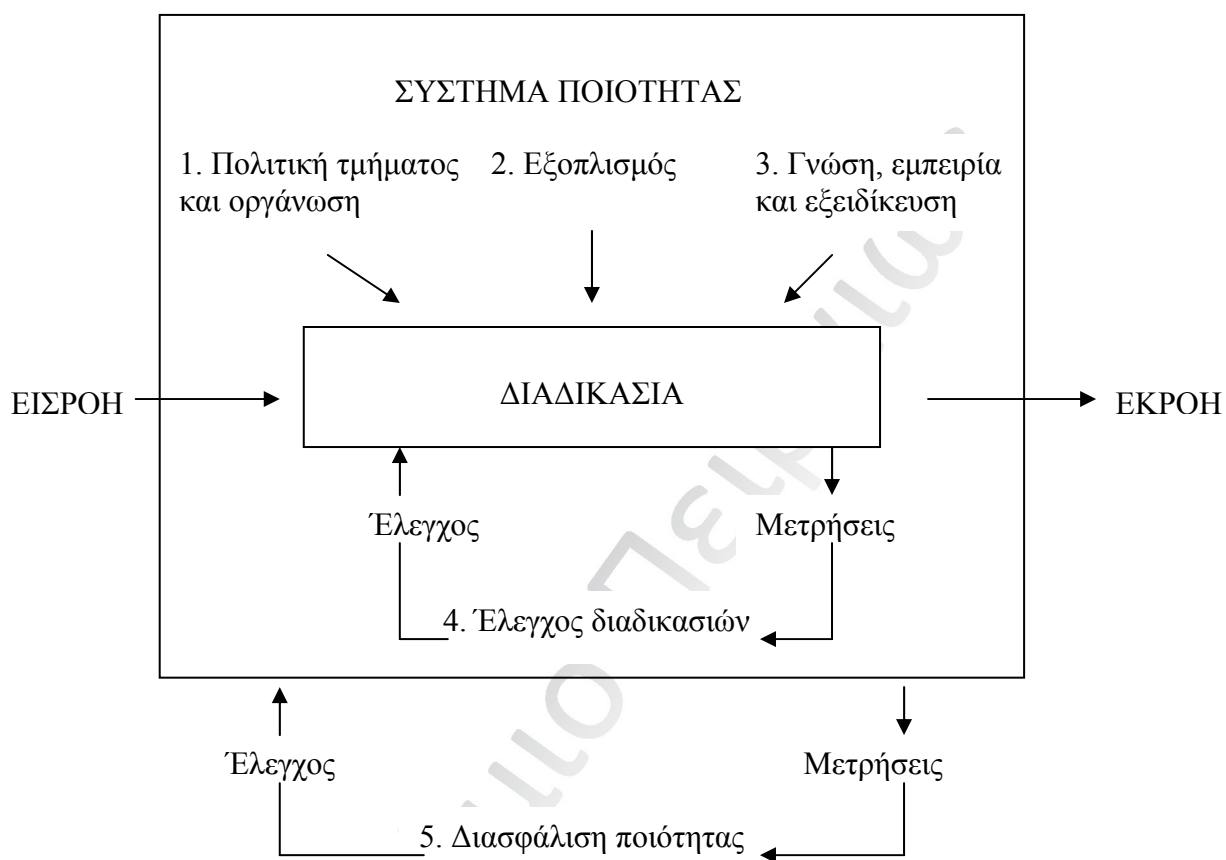 ΣΥΣΤΗΜΑ ΠΟΙΟΤΗΤΑΣ
1. Πολιτική τμήματος
και οργάνωση
2. Εξοπλισμός
3. Γνώση, εμπειρία
και εξειδίκευση
ΕΙΣΡΟΗ
ΔΙΑΔΙΚΑΣΙΑ
ΕΚΡΟΗ
Έλεγχος
Μετρήσεις
4. Έλεγχος διαδικασιών
Έλεγχος
Μετρήσεις
5. Διασφάλιση ποιότητας